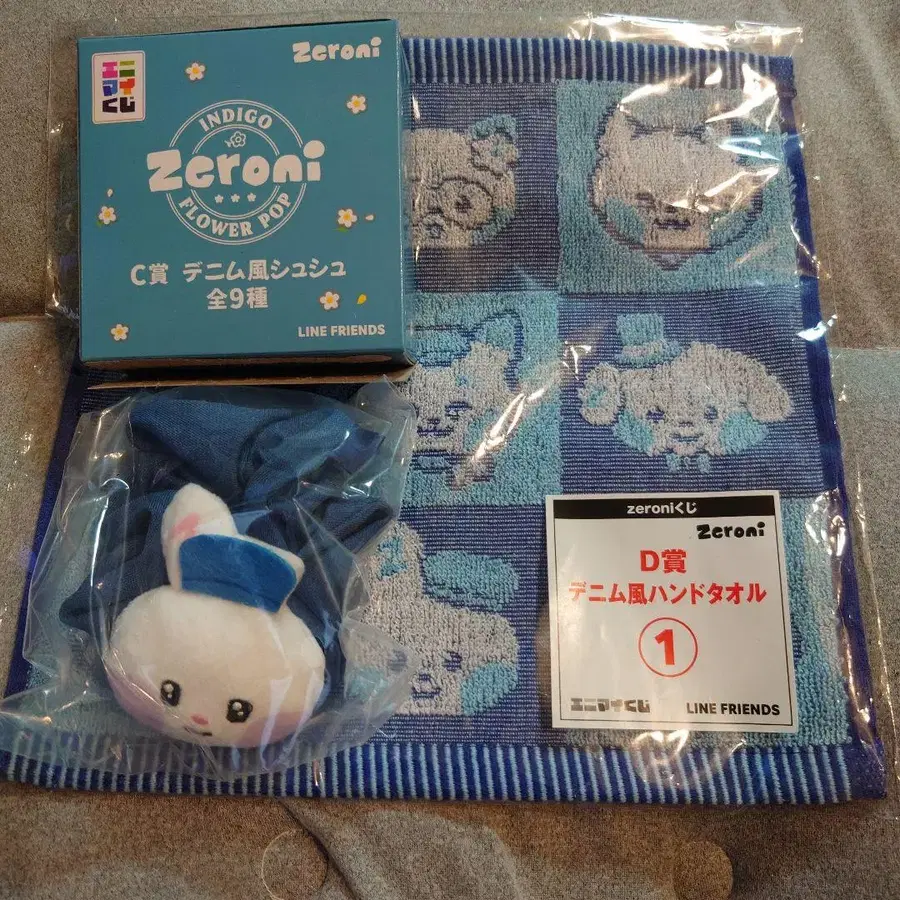 エニマイくじ
Zeroni
INDIGO
Zeroni
FLOWER POP
C賞 デニム風シュシュ
全9種
LINE FRIENDS
zeroniくじ
Zeroni
D賞
デニム風ハンドタオル
1
エニマイくじ LINE FRIENDS